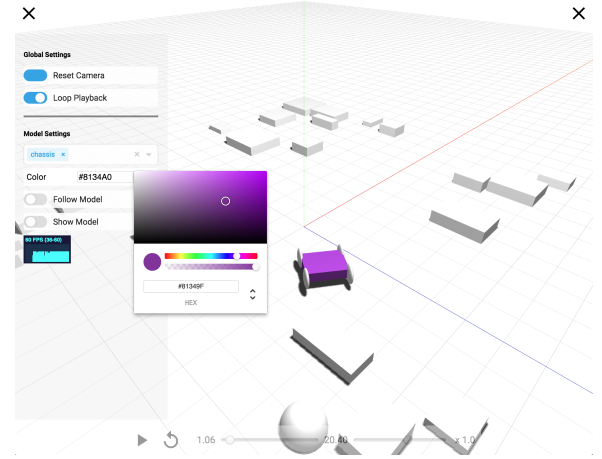 Global Settings
Reset Camera
Loop Playback
Model Settings
chassis ×
Color #8134A0
Follow Model
Show Model
80 FPS (36-60)
#81349F
HEX
1.06 20.40 x 1.0